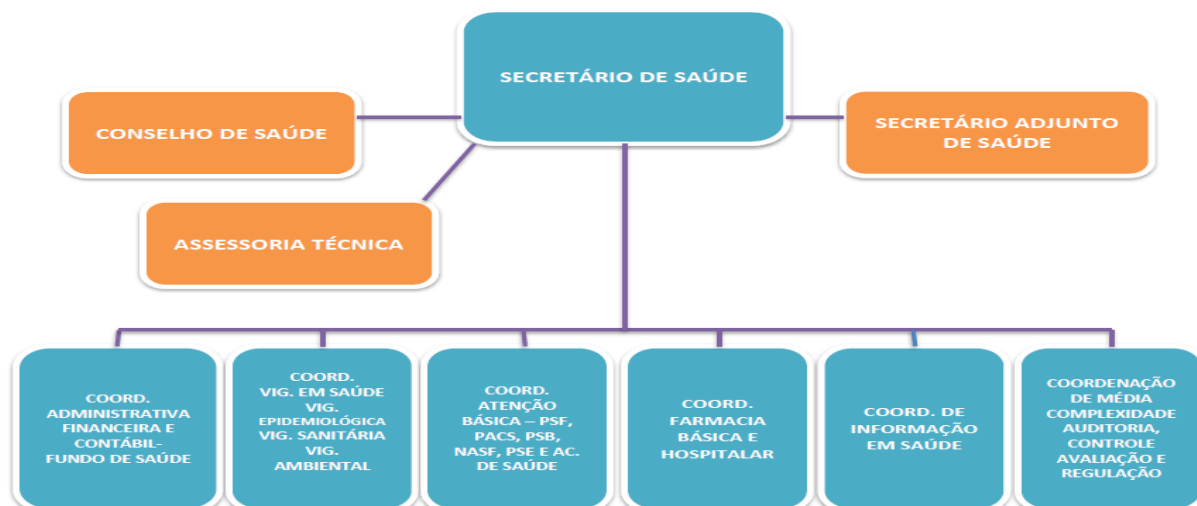 SECRETÁRIO DE SAÚDE
CONSELHO DE SAÚDE
SECRETÁRIO ADJUNTO
DE SAÚDE
ASSESSORIA TÉCNICA
COORD.
ADMINISTRATIVA
FINANCEIRA E
CONTÁBIL-
FUNDO DE SAÚDE
COORD.
VIG. EM SAÚDE
VIG.
EPIDEMIOLÓGICA
VIG. SANITÁRIA
VIG.
AMBIENTAL
COORD.
ATENÇÃO
BÁSICA – PSF,
PACS, PSB,
NASF, PSE E AC.
DE SAÚDE
COORD.
FARMACIA
BÁSICA E
HOSPITALAR
COORD. DE
INFORMAÇÃO
EM SAÚDE
COORDENAÇÃO
DE MÉDIA
COMPLEXIDADE
AUDITORIA,
CONTROLE
AVALIAÇÃO E
REGULAÇÃO